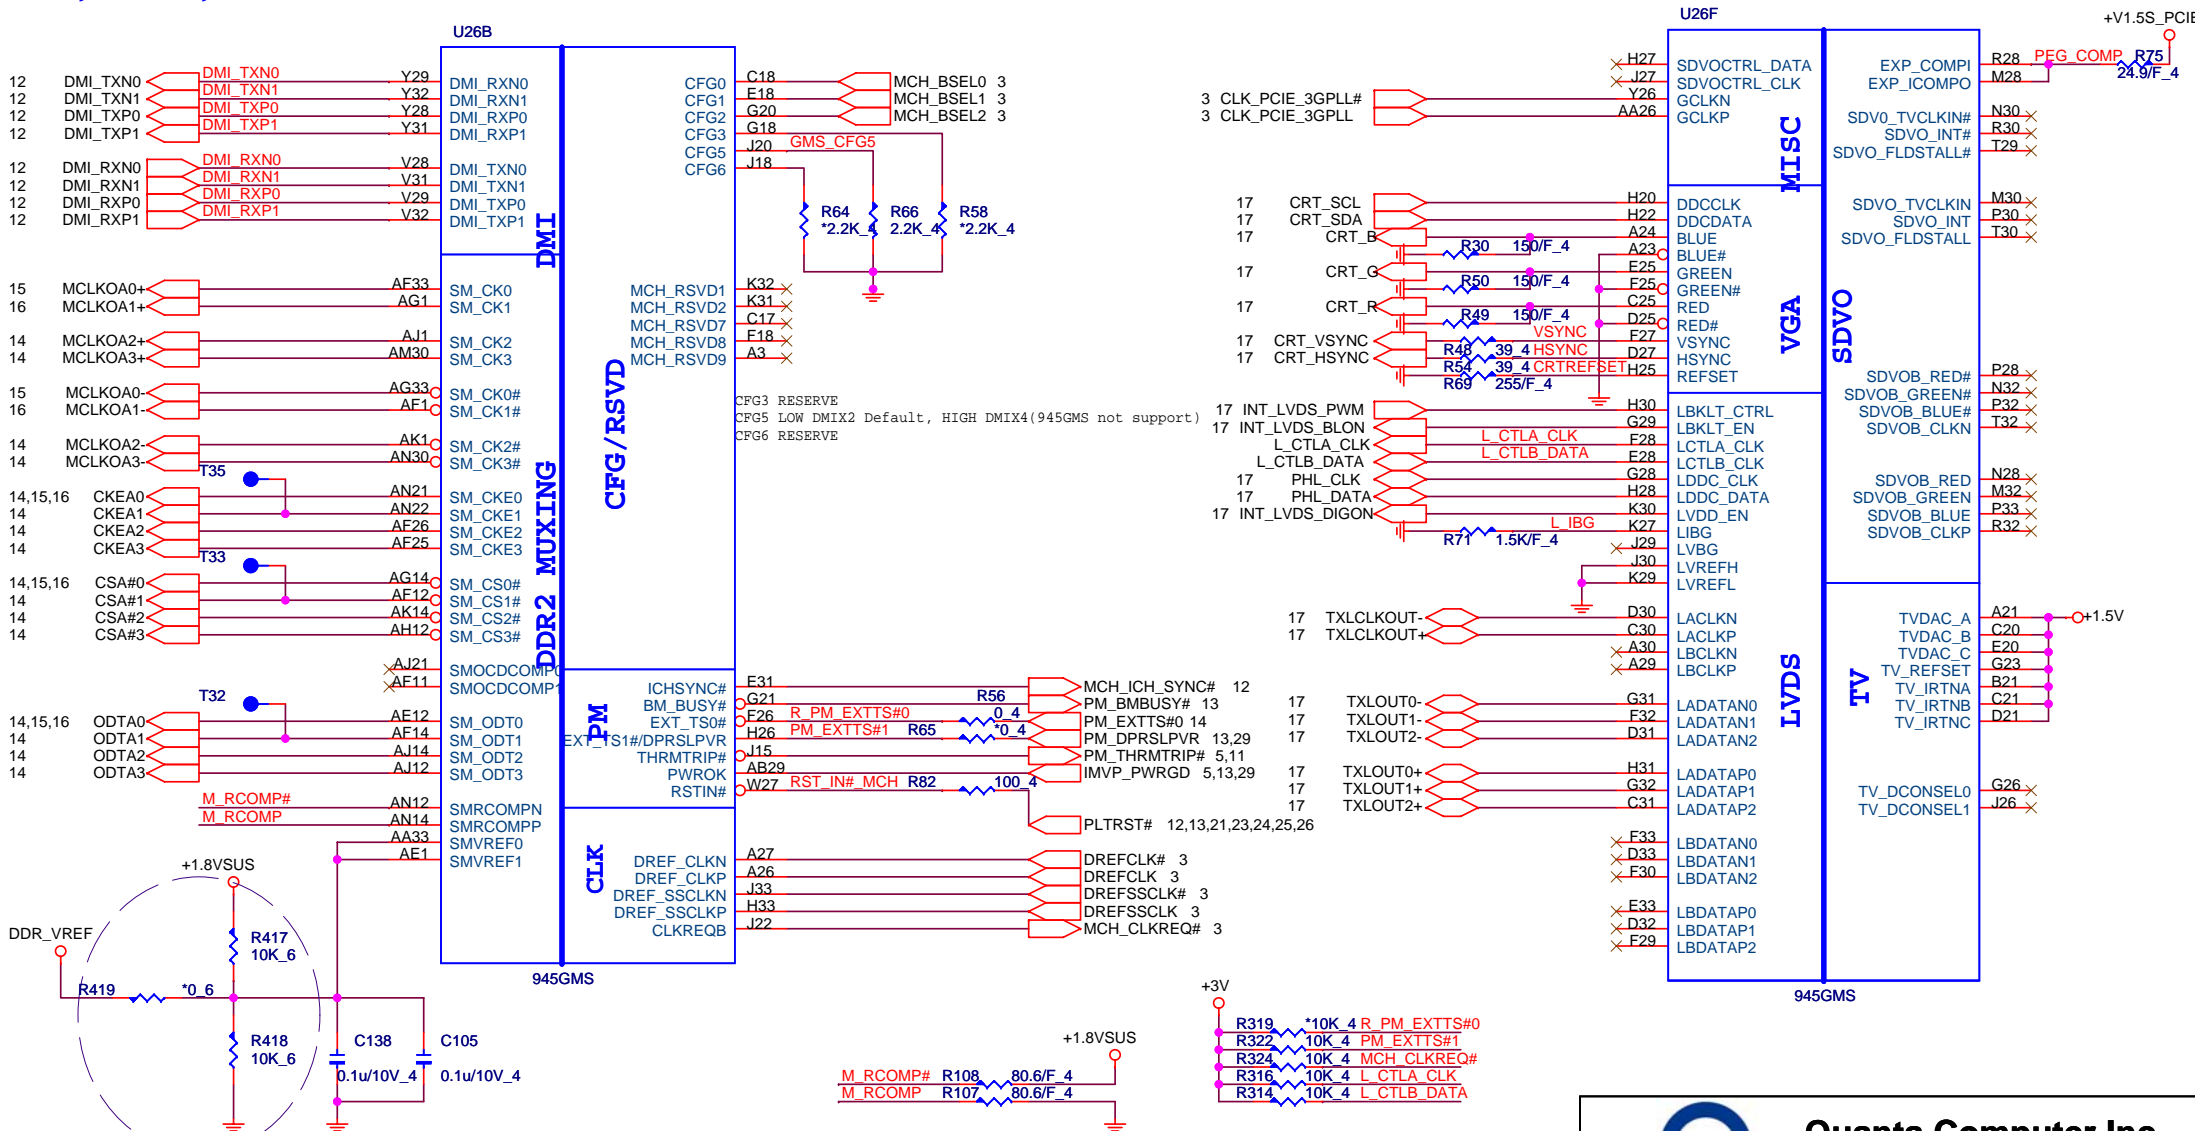 U26B
12 DMI_TXN0 DMI_TXN0 Y29 DMI_RXN0
12 DMI_TXN1 DMI_TXN1 Y32 DMI_RXN1
12 DMI_TXP0 DMI_TXP0 Y28 DMI_RXP0
12 DMI_TXP1 DMI_TXP1 Y31 DMI_RXP1
12 DMI_RXN0 DMI_RXN0 V28 DMI_TXN0
12 DMI_RXN1 DMI_RXN1 V31 DMI_TXN1
12 DMI_RXP0 DMI_RXP0 V29 DMI_TXP0
12 DMI_RXP1 DMI_RXP1 V32 DMI_TXP1
DMI
15 MCLKOA0+ AF33 SM_CK0
16 MCLKOA1+ AG1 SM_CK1
14 MCLKOA2+ AJ1 SM_CK2
14 MCLKOA3+ AM30 SM_CK3
15 MCLKOA0- AG33 SM_CK0#
16 MCLKOA1- AF1 SM_CK1#
14 MCLKOA2- AK1 SM_CK2#
14 MCLKOA3- AN30 SM_CK3#
T35
14,15,16 CKEA0 AN21 SM_CKE0
14 CKEA1 AN22 SM_CKE1
14 CKEA2 AF26 SM_CKE2
14 CKEA3 AF25 SM_CKE3
T33
14,15,16 CSA#0 AG14 SM_CS0#
14 CSA#1 AF12 SM_CS1#
14 CSA#2 AK14 SM_CS2#
14 CSA#3 AH12 SM_CS3#
DDR2 MUXING
AJ21 SMOCDCOMP0
AF11 SMOCDCOMP1
T32
14,15,16 ODTA0 AE12 SM_ODT0
14 ODTA1 AF14 SM_ODT1
14 ODTA2 AJ14 SM_ODT2
14 ODTA3 AJ12 SM_ODT3
M_RCOMP# AN12 SMRCOMPN
M_RCOMP AN14 SMRCOMPP
AA33 SMVREF0
AE1 SMVREF1
+1.8VSUS
DDR_VREF
R417
10K_6
R419 *0_6
R418
10K_6
C138
0.1u/10V_4
C105
0.1u/10V_4
945GMS
CFG0 C18 MCH_BSEL0 3
CFG1 E18 MCH_BSEL1 3
CFG2 G20 MCH_BSEL2 3
CFG3 G18
CFG5 J20 GMS_CFG5
CFG6 J18
R64
*2.2K_4
R66
2.2K_4
R58
*2.2K_4
MCH_RSVD1 K32
MCH_RSVD2 K31
MCH_RSVD7 C17
MCH_RSVD8 F18
MCH_RSVD9 A3
CFG/RSVD
CFG3 RESERVE
CFG5 LOW DMIX2 Default, HIGH DMIX4(945GMS not support)
CFG6 RESERVE
PM
ICHSYNC# E31 MCH_ICH_SYNC# 12
BM_BUSY# G21 PM_BMBUSY# 13
EXT_TS0# F26 R_PM_EXTTS#0 R56 0_4 PM_EXTTS#0 14
EXT_TS1#/DPRSLPVR H26 PM_EXTTS#1 R65 *0_4 PM_DPRSLPVR 13,29
THRMTRIP# J15 PM_THRMTRIP# 5,11
PWROK AB29 IMVP_PWRGD 5,13,29
RSTIN# W27 RST_IN#_MCH R82 100_4
PLTRST# 12,13,21,23,24,25,26
CLK
DREF_CLKN A27 DREFCLK# 3
DREF_CLKP A26 DREFCLK 3
DREF_SSCLKN J33 DREFSSCLK# 3
DREF_SSCLKP H33 DREFSSCLK 3
CLKREQB J22 MCH_CLKREQ# 3
+1.8VSUS
M_RCOMP# R108 80.6/F_4
M_RCOMP R107 80.6/F_4
+3V
R319 *10K_4 R_PM_EXTTS#0
R322 10K_4 PM_EXTTS#1
R324 10K_4 MCH_CLKREQ#
R316 10K_4 L_CTLA_CLK
R314 10K_4 L_CTLB_DATA
U26F
H27 SDVOCTRL_DATA
J27 SDVOCTRL_CLK
3 CLK_PCIE_3GPLL# Y26 GCLKN
3 CLK_PCIE_3GPLL AA26 GCLKP
MISC
17 CRT_SCL H20 DDCCLK
17 CRT_SDA H22 DDCDATA
17 CRT_B A24 BLUE
R30 150/F_4 A23 BLUE#
17 CRT_G E25 GREEN
R50 150/F_4 F25 GREEN#
17 CRT_R C25 RED
R49 150/F_4 D25 RED#
17 CRT_VSYNC R48 39_4 VSYNC F27 VSYNC
17 CRT_HSYNC R54 39_4 HSYNC D27 HSYNC
R69 255/F_4 CRTREFSET H25 REFSET
VGA
17 INT_LVDS_PWM H30 LBKLT_CTRL
17 INT_LVDS_BLON G29 LBKLT_EN
L_CTLA_CLK L_CTLA_CLK F28 LCTLA_CLK
L_CTLB_DATA L_CTLB_DATA E28 LCTLB_CLK
17 PHL_CLK G28 LDDC_CLK
17 PHL_DATA H28 LDDC_DATA
17 INT_LVDS_DIGON K30 LVDD_EN
R71 1.5K/F_4 L_IBG K27 LIBG
J29 LVBG
J30 LVREFH
K29 LVREFL
17 TXLCLKOUT- D30 LACLKN
17 TXLCLKOUT+ C30 LACLKP
A30 LBCLKN
A29 LBCLKP
LVDS
17 TXLOUT0- G31 LADATAN0
17 TXLOUT1- F32 LADATAN1
17 TXLOUT2- D31 LADATAN2
17 TXLOUT0+ H31 LADATAP0
17 TXLOUT1+ G32 LADATAP1
17 TXLOUT2+ C31 LADATAP2
F33 LBDATAN0
D33 LBDATAN1
F30 LBDATAN2
E33 LBDATAP0
D32 LBDATAP1
F29 LBDATAP2
945GMS
+V1.5S_PCIE
EXP_COMPI R28 PEG_COMP R75
EXP_ICOMPO M28 24.9/F_4
SDV0_TVCLKIN# N30
SDVO_INT# R30
SDVO_FLDSTALL# T29
SDVO_TVCLKIN M30
SDVO_INT P30
SDVO_FLDSTALL T30
SDVO
SDVOB_RED# P28
SDVOB_GREEN# N32
SDVOB_BLUE# P32
SDVOB_CLKN T32
SDVOB_RED N28
SDVOB_GREEN M32
SDVOB_BLUE P33
SDVOB_CLKP R32
TV
TVDAC_A A21 +1.5V
TVDAC_B C20
TVDAC_C E20
TV_REFSET G23
TV_IRTNA B21
TV_IRTNB C21
TV_IRTNC D21
TV_DCONSEL0 G26
TV_DCONSEL1 J26
Quanta Computer Inc